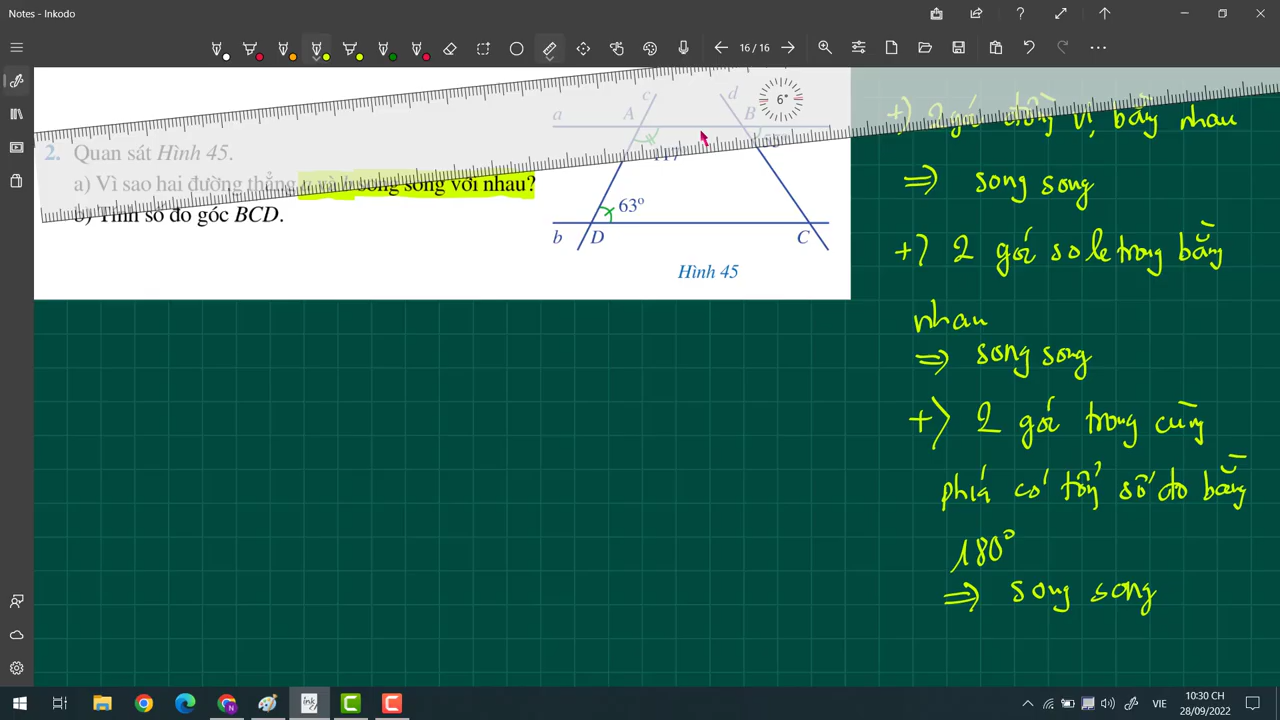 Notes - Inkodo
16 / 16
2. Quan sát Hình 45.
a) Vì sao hai đường thẳng a và b song song với nhau?
b) Tính số đo góc BCD.
c
d
a
A
B
6°
63°
b
D
C
Hình 45
+) 2 góc đồng vị bằng nhau
=> song song
+) 2 góc so le trong bằng
nhau
=> song song
+) 2 góc trong cùng
phía có tổng số đo bằng
180°
=> song song
VIE
10:30 CH
28/09/2022